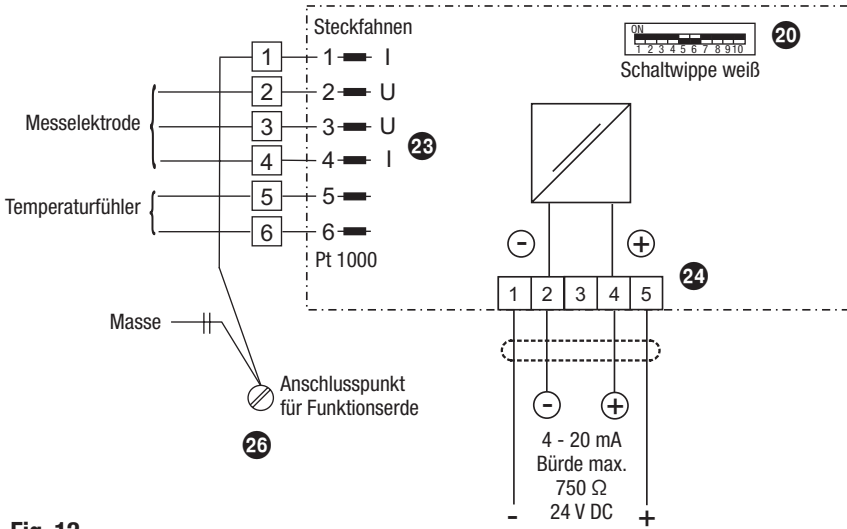 Steckfahnen
ON
1 2 3 4 5 6 7 8 9 10
20
Schaltwippe weiß
1 1 I
2 2 U
Messelektrode 3 3 U
23
4 4 I
Temperaturfühler 5 5
6 6
Pt 1000
- +
24
1 2 3 4 5
Masse
Anschlusspunkt
für Funktionserde
26
- +
4 - 20 mA
Bürde max.
750 Ω
24 V DC
- +
Fig. 12